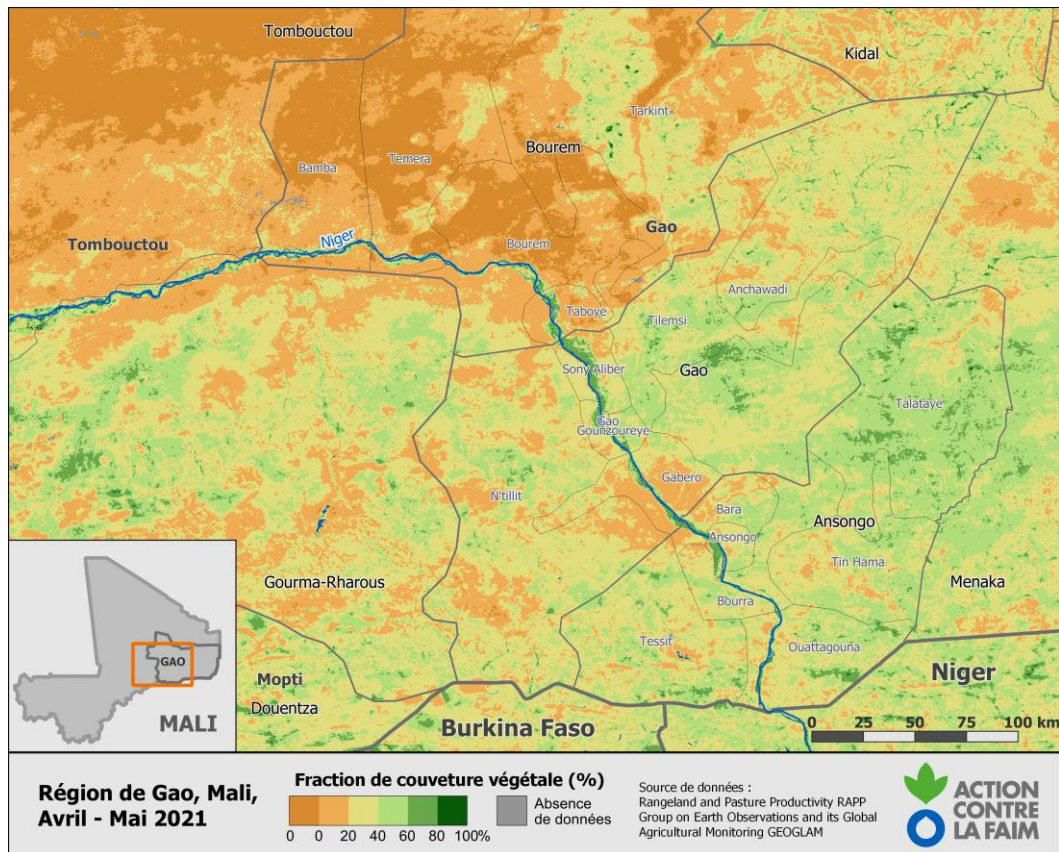 Tombouctou
Kidal
Tarkint
Bourem
Bamba
Temera
Gao
Tombouctou
Niger
Bourem
Anchawadi
Taboye
Tilemsi
Sony Aliber
Gao
Talataye
Gao
Gounzoureye
Gabero
N'tillit
Bara
Ansongo
Ansongo
Tin Hama
Gourma-Rharous
Menaka
Bourra
Tessit
Ouattagouna
GAO
MALI
Mopti
Douentza
Niger
Burkina Faso
0 25 50 75 100 km
Région de Gao, Mali,
Avril - Mai 2021
Fraction de couveture végétale (%)
0 0 20 40 60 80 100%
Absence
de données
Source de données :
Rangeland and Pasture Productivity RAPP
Group on Earth Observations and its Global
Agricultural Monitoring GEOGLAM
ACTION
CONTRE
LA FAIM